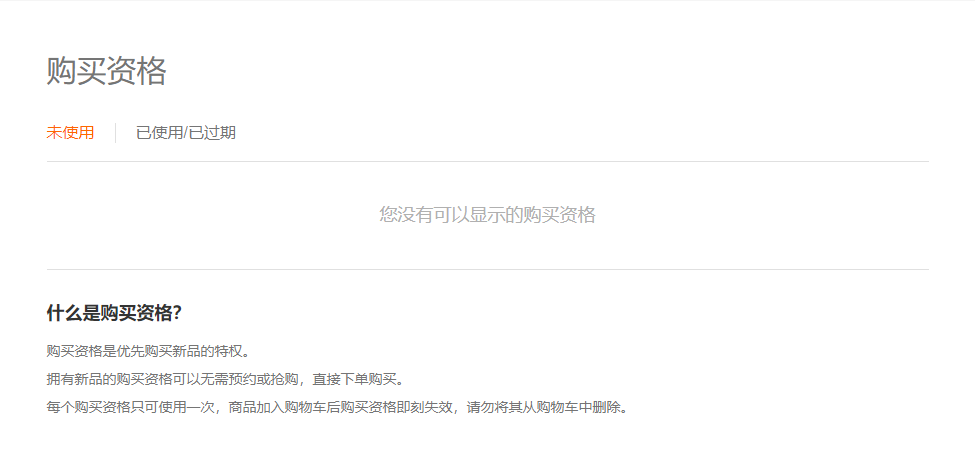 购买资格
未使用
已使用/已过期
您没有可以显示的购买资格
什么是购买资格?
购买资格是优先购买新品的特权。
拥有新品的购买资格可以无需预约或抢购，直接下单购买。
每个购买资格只可使用一次，商品加入购物车后购买资格即刻失效，请勿将其从购物车中删除。